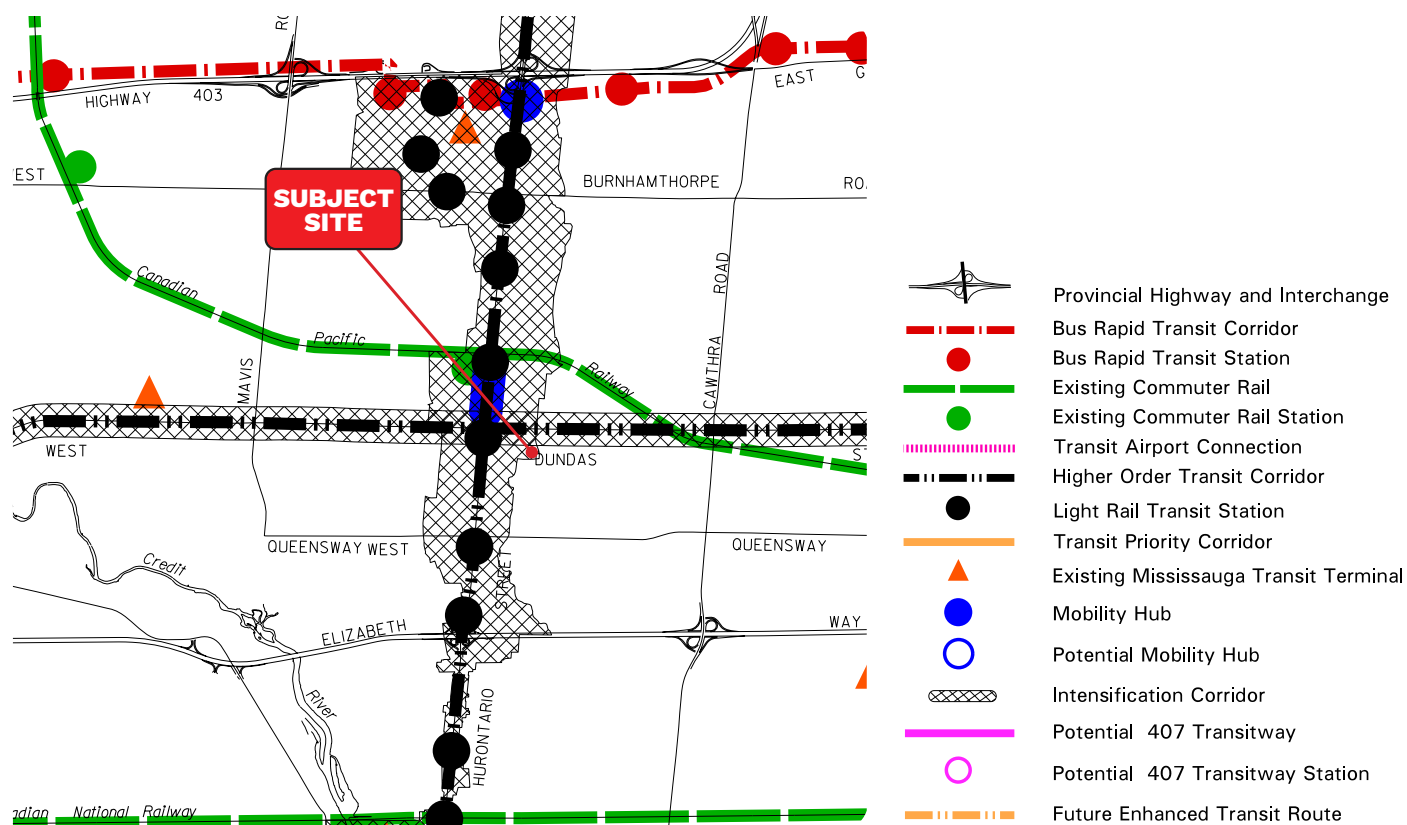 RO
HIGHWAY 403
EAST
G
EST
BURNHAMTHORPE
RO
SUBJECT
SITE
Canadian
Pacific
Railway
MAVIS
CAWTHRA ROAD
WEST
DUNDAS
ST
QUEENSWAY WEST
QUEENSWAY
STREET
Credit
River
ELIZABETH
WAY
HURONTARIO
adian National Railway
Provincial Highway and Interchange
Bus Rapid Transit Corridor
Bus Rapid Transit Station
Existing Commuter Rail
Existing Commuter Rail Station
Transit Airport Connection
Higher Order Transit Corridor
Light Rail Transit Station
Transit Priority Corridor
Existing Mississauga Transit Terminal
Mobility Hub
Potential Mobility Hub
Intensification Corridor
Potential 407 Transitway
Potential 407 Transitway Station
Future Enhanced Transit Route